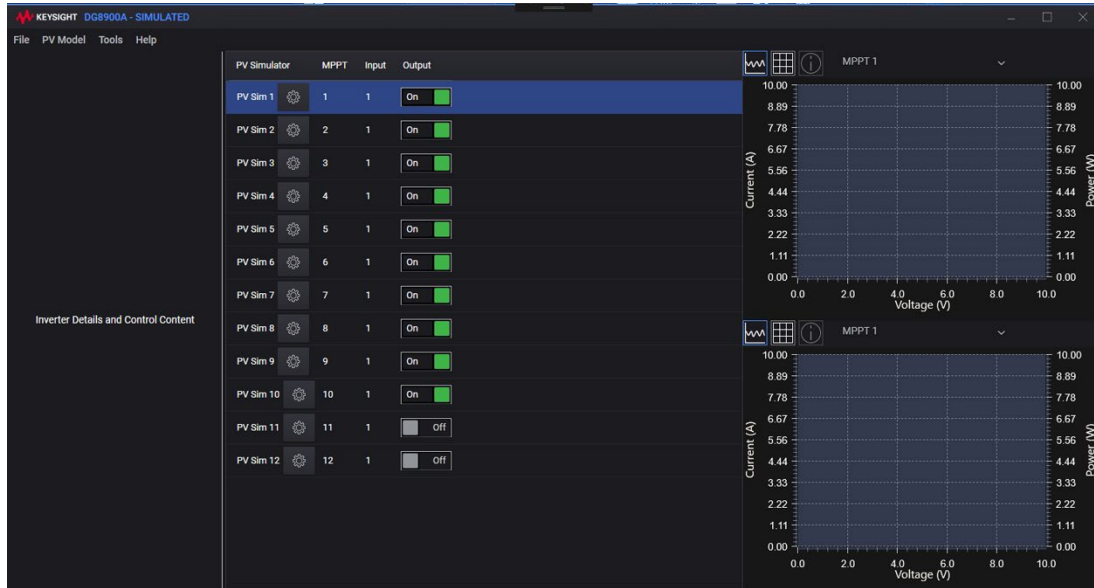 KEYSIGHT DG8900A - SIMULATED
File PV Model Tools Help
PV Simulator MPPT Input Output
PV Sim 1 1 1 On
PV Sim 2 2 1 On
PV Sim 3 3 1 On
PV Sim 4 4 1 On
PV Sim 5 5 1 On
PV Sim 6 6 1 On
PV Sim 7 7 1 On
PV Sim 8 8 1 On
PV Sim 9 9 1 On
PV Sim 10 10 1 On
PV Sim 11 11 1 Off
PV Sim 12 12 1 Off
Inverter Details and Control Content
MPPT 1
10.00 10.00
8.89 8.89
7.78 7.78
6.67 6.67
5.56 5.56
4.44 4.44
3.33 3.33
2.22 2.22
1.11 1.11
0.00 0.00
Current (A)
Power (W)
0.0 2.0 4.0 6.0 8.0 10.0
Voltage (V)
MPPT 1
10.00 10.00
8.89 8.89
7.78 7.78
6.67 6.67
5.56 5.56
4.44 4.44
3.33 3.33
2.22 2.22
1.11 1.11
0.00 0.00
Current (A)
Power (W)
0.0 2.0 4.0 6.0 8.0 10.0
Voltage (V)